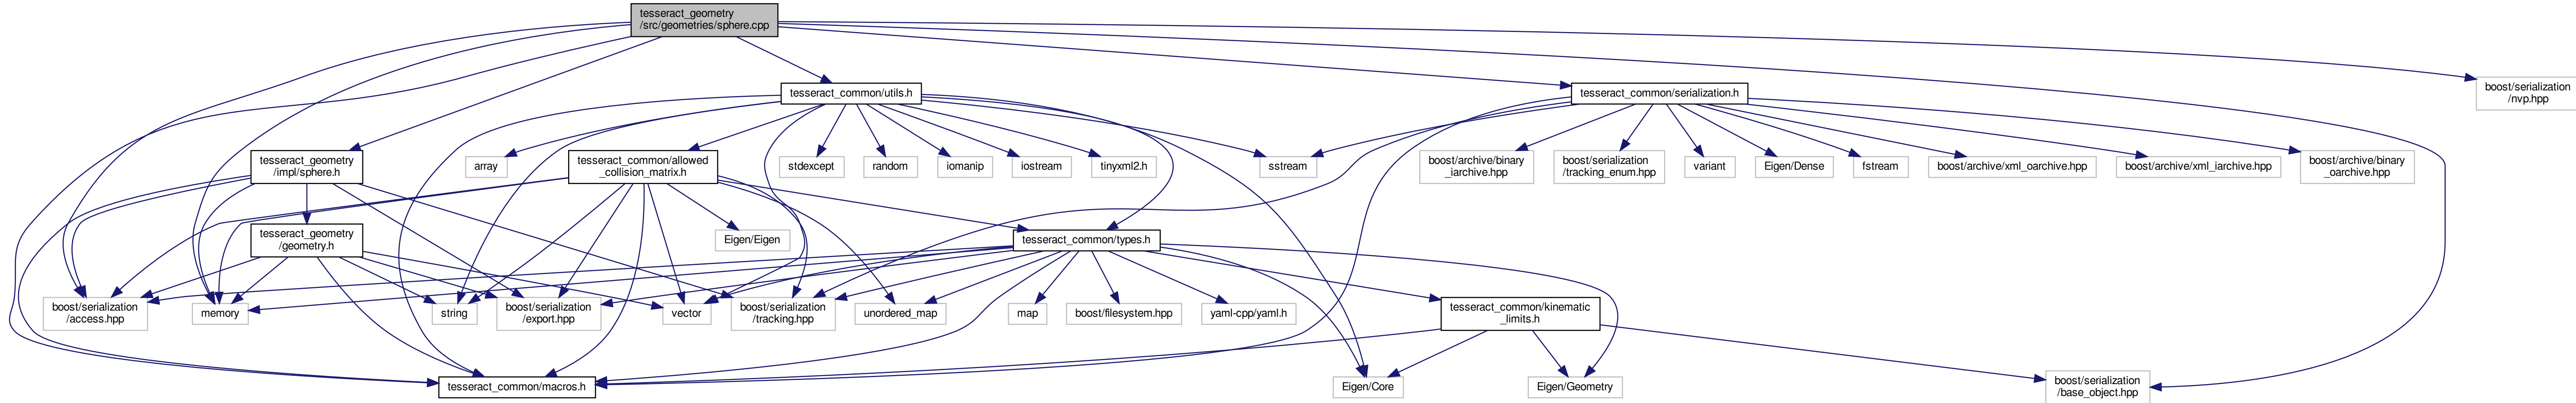 tesseract_geometry
/src/geometries/sphere.cpp
tesseract_common/utils.h
tesseract_common/serialization.h
boost/serialization
/nvp.hpp
tesseract_geometry
/impl/sphere.h
array
tesseract_common/allowed
_collision_matrix.h
stdexcept
random
iomanip
iostream
tinyxml2.h
sstream
boost/archive/binary
_iarchive.hpp
boost/serialization
/tracking_enum.hpp
variant
Eigen/Dense
fstream
boost/archive/xml_oarchive.hpp
boost/archive/xml_iarchive.hpp
boost/archive/binary
_oarchive.hpp
tesseract_geometry
/geometry.h
Eigen/Eigen
tesseract_common/types.h
boost/serialization
/access.hpp
memory
string
boost/serialization
/export.hpp
vector
boost/serialization
/tracking.hpp
unordered_map
map
boost/filesystem.hpp
yaml-cpp/yaml.h
tesseract_common/kinematic
_limits.h
tesseract_common/macros.h
Eigen/Core
Eigen/Geometry
boost/serialization
/base_object.hpp